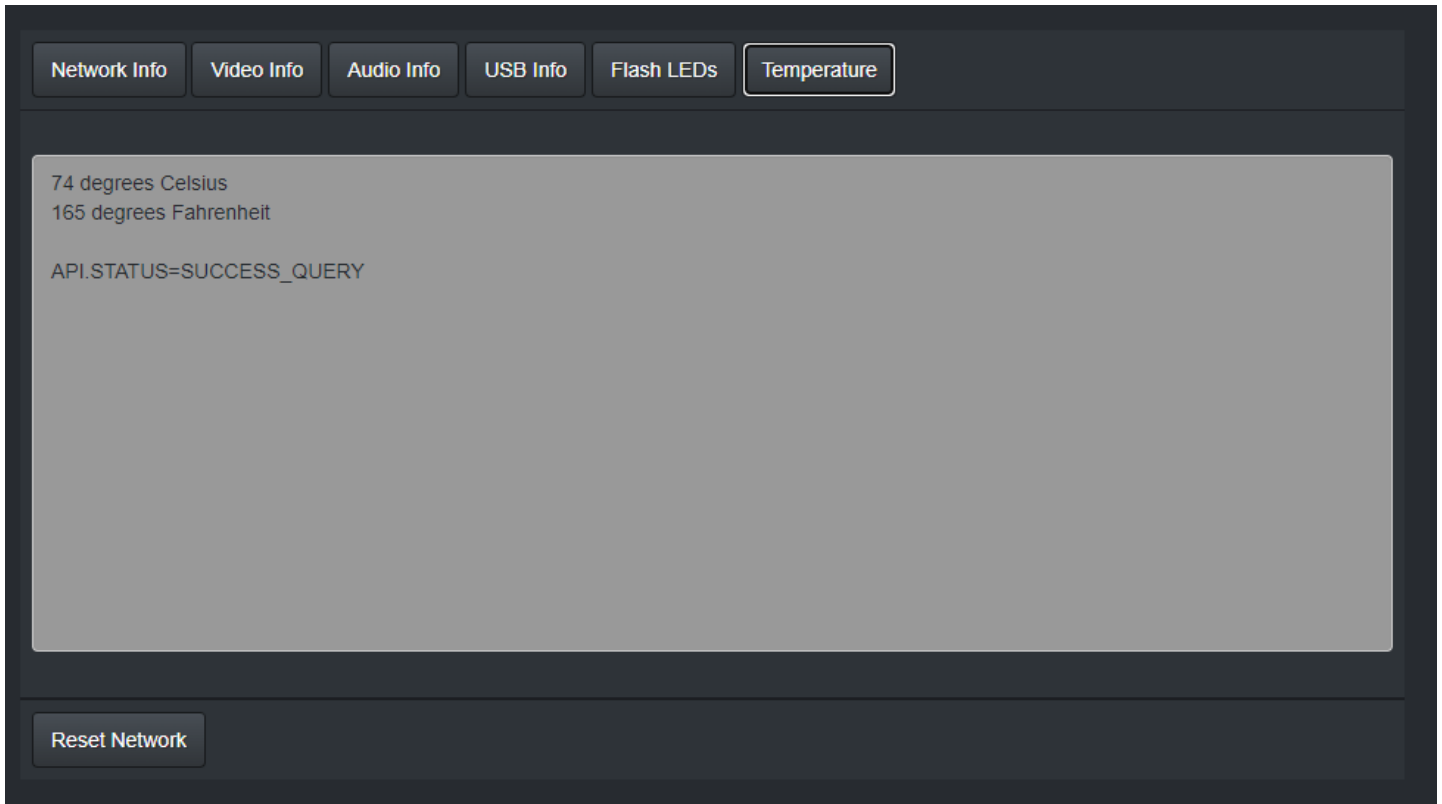 Network Info Video Info Audio Info USB Info Flash LEDs Temperature
74 degrees Celsius
165 degrees Fahrenheit
API.STATUS=SUCCESS_QUERY
Reset Network